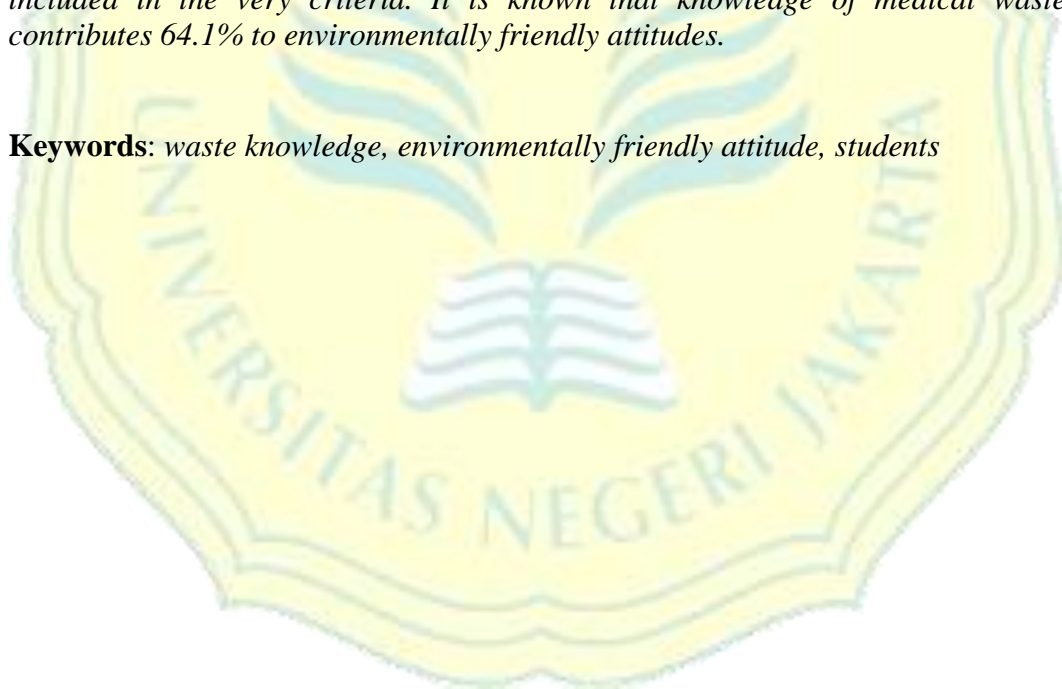 included in the very criteria. It is known that knowledge of medical waste
contributes 64.1% to environmentally friendly attitudes.
Keywords: waste knowledge, environmentally friendly attitude, students
UNIVERSITAS NEGERI JAKARTA